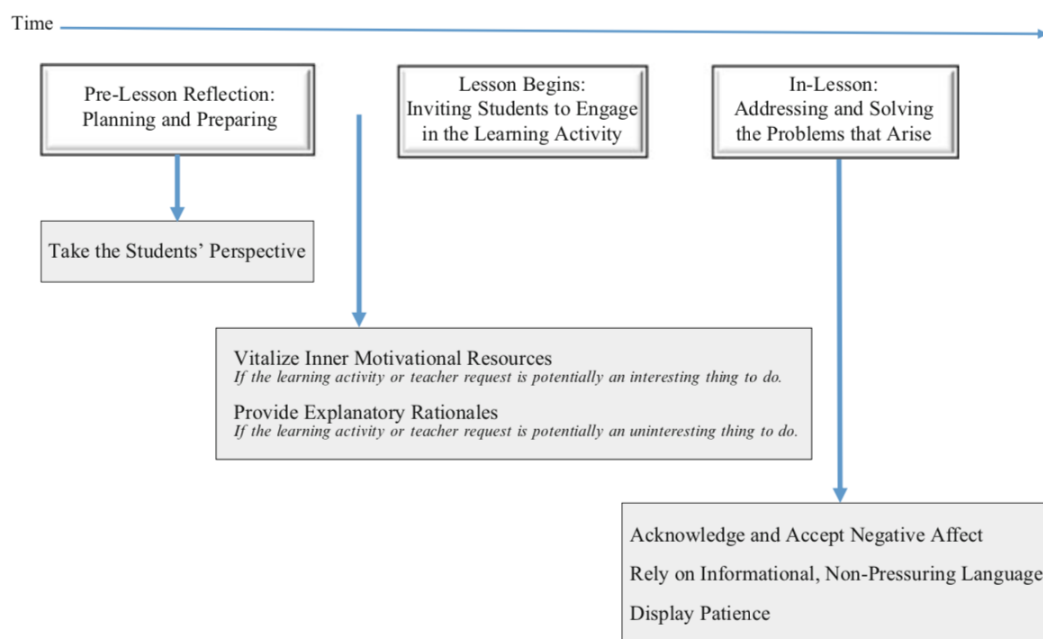 Time
Pre-Lesson Reflection:
Planning and Preparing
Lesson Begins:
Inviting Students to Engage
in the Learning Activity
In-Lesson:
Addressing and Solving
the Problems that Arise
Take the Students’ Perspective
Vitalize Inner Motivational Resources
If the learning activity or teacher request is potentially an interesting thing to do.
Provide Explanatory Rationales
If the learning activity or teacher request is potentially an uninteresting thing to do.
Acknowledge and Accept Negative Affect
Rely on Informational, Non-Pressuring Language
Display Patience